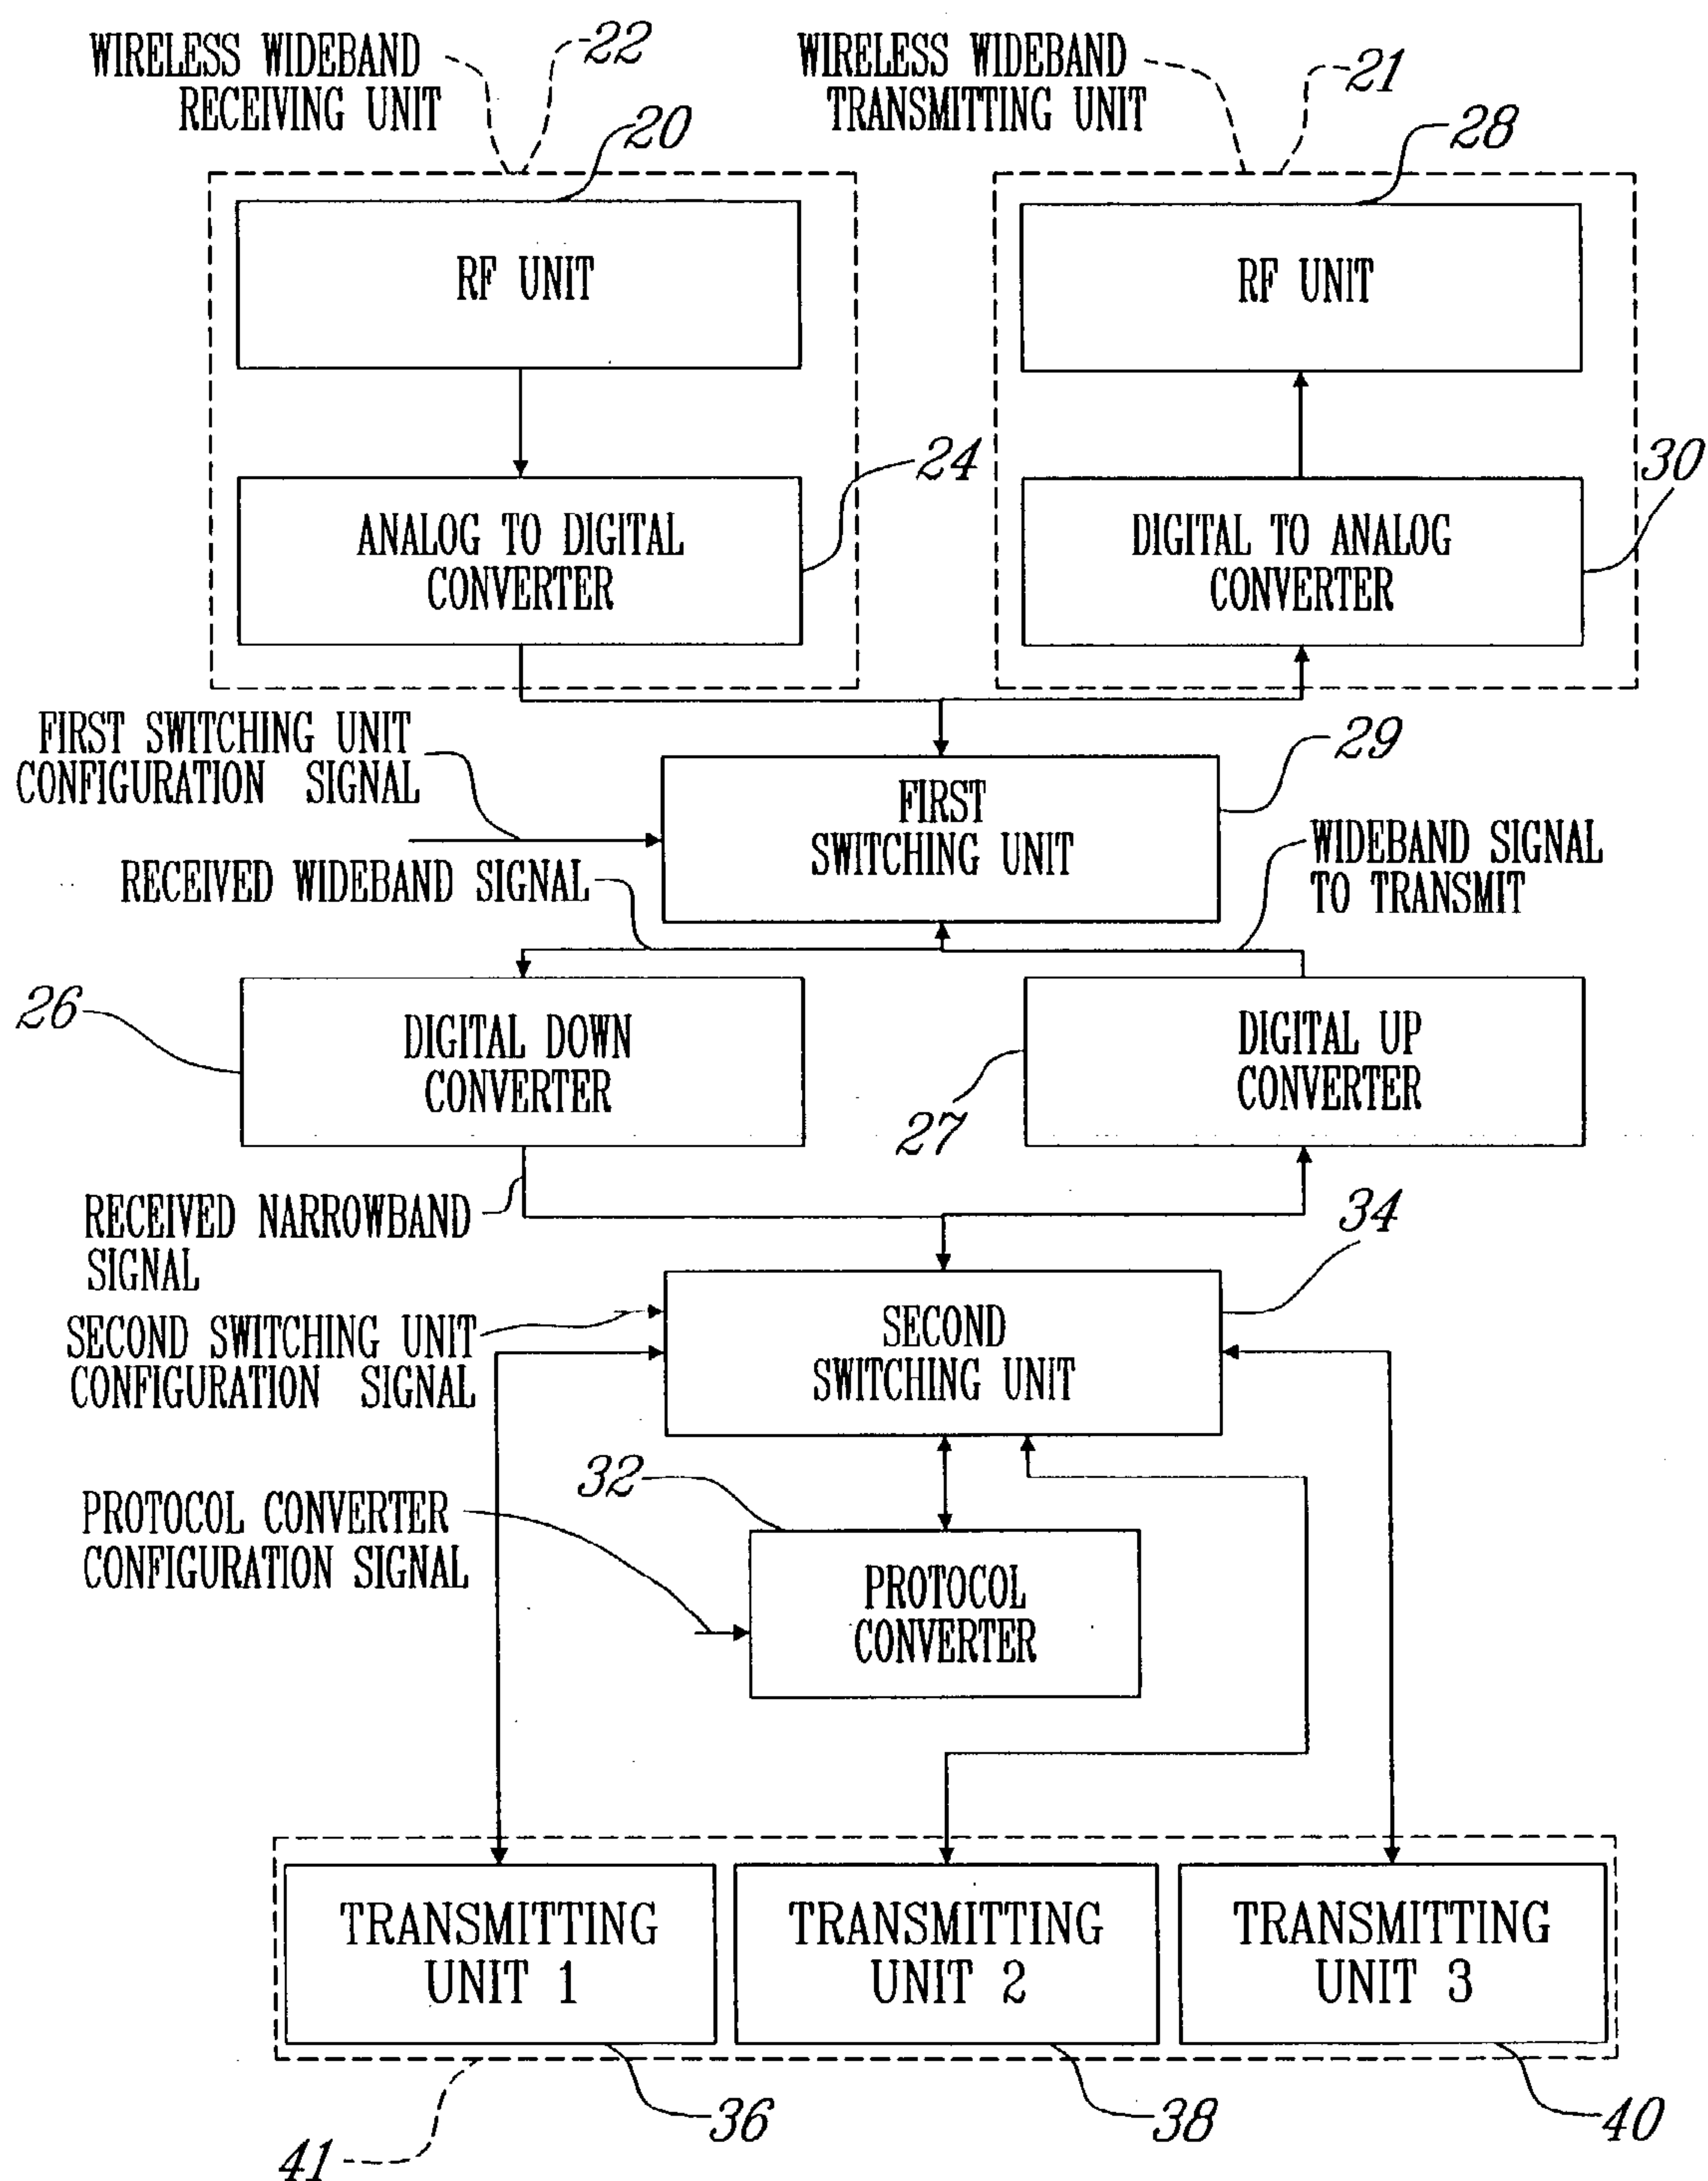 WIRELESS WIDEBAND
RECEIVING UNIT
22
WIRELESS WIDEBAND
TRANSMITTING UNIT
21
20
28
RF UNIT
RF UNIT
24
30
ANALOG TO DIGITAL
CONVERTER
DIGITAL TO ANALOG
CONVERTER
FIRST SWITCHING UNIT
CONFIGURATION SIGNAL
29
FIRST
SWITCHING UNIT
RECEIVED WIDEBAND SIGNAL
WIDEBAND SIGNAL
TO TRANSMIT
26
DIGITAL DOWN
CONVERTER
DIGITAL UP
CONVERTER
27
RECEIVED NARROWBAND
SIGNAL
34
SECOND SWITCHING UNIT
CONFIGURATION SIGNAL
SECOND
SWITCHING UNIT
32
PROTOCOL CONVERTER
CONFIGURATION SIGNAL
PROTOCOL
CONVERTER
TRANSMITTING
UNIT 1
TRANSMITTING
UNIT 2
TRANSMITTING
UNIT 3
41
36
38
40